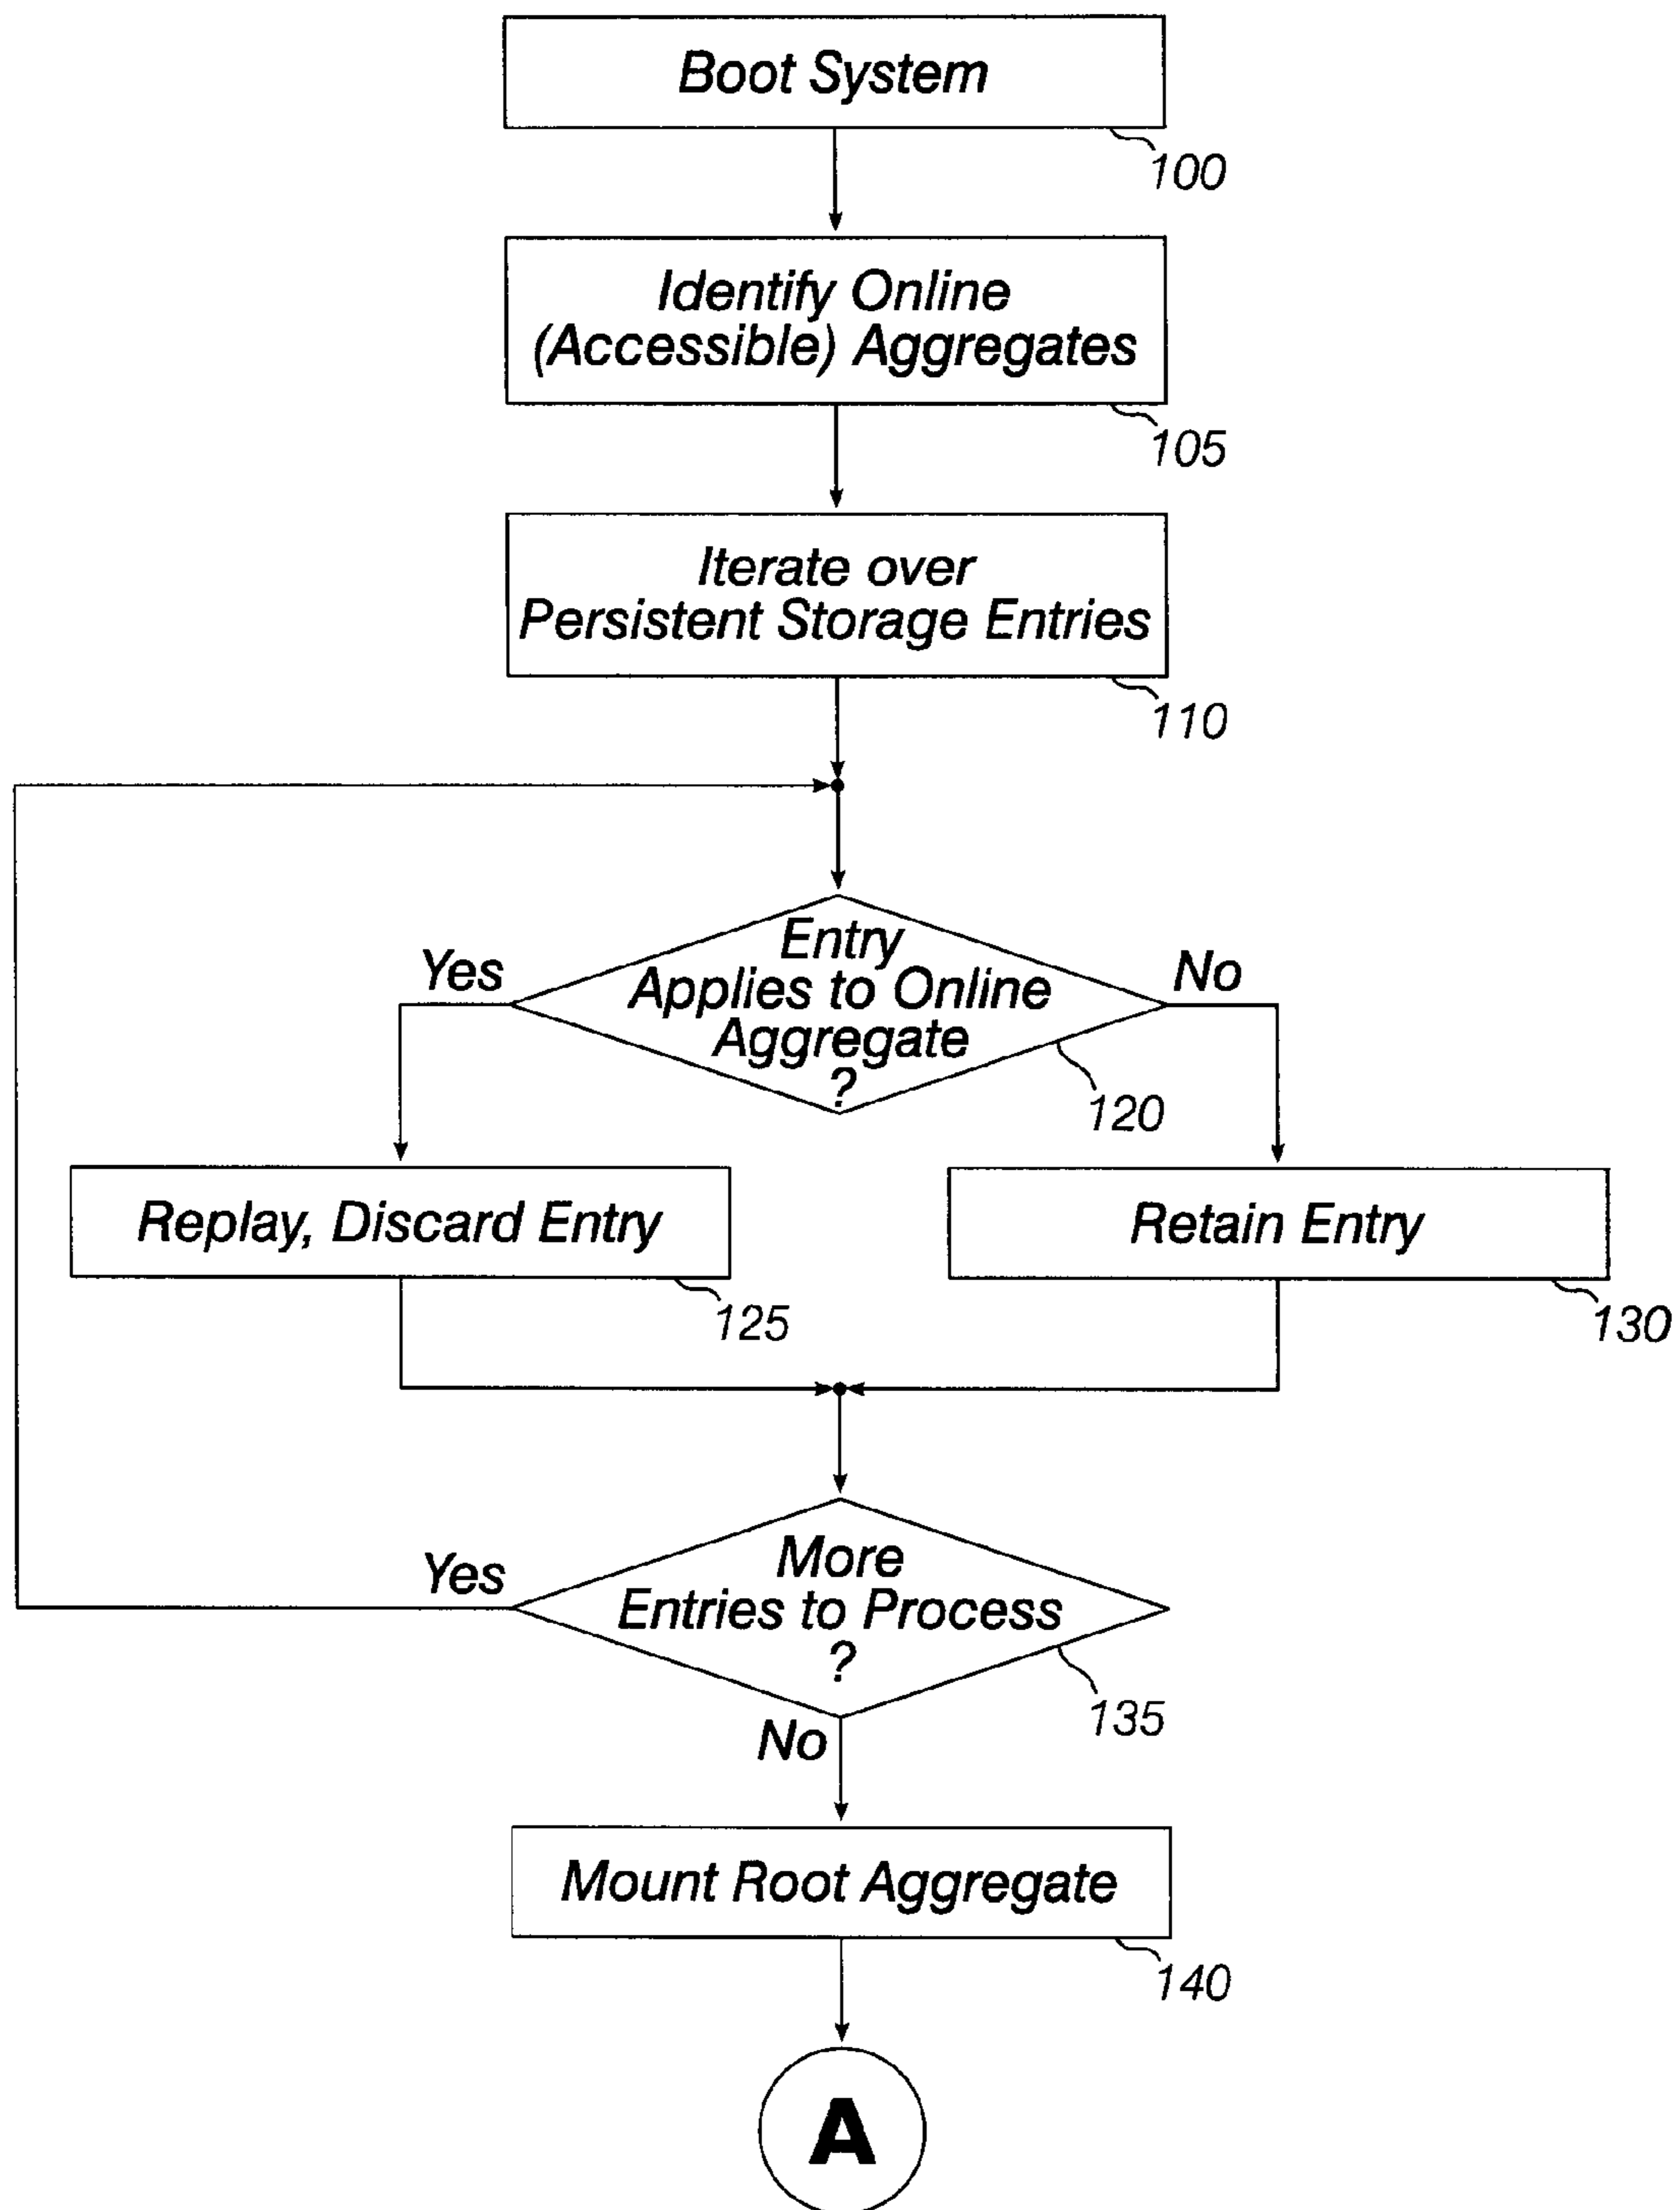 Boot System
100
Identify Online
(Accessible) Aggregates
105
Iterate over
Persistent Storage Entries
110
Entry
Applies to Online
Aggregate
?
Yes
No
120
Replay, Discard Entry
125
Retain Entry
130
More
Entries to Process
?
Yes
135
No
Mount Root Aggregate
140
A